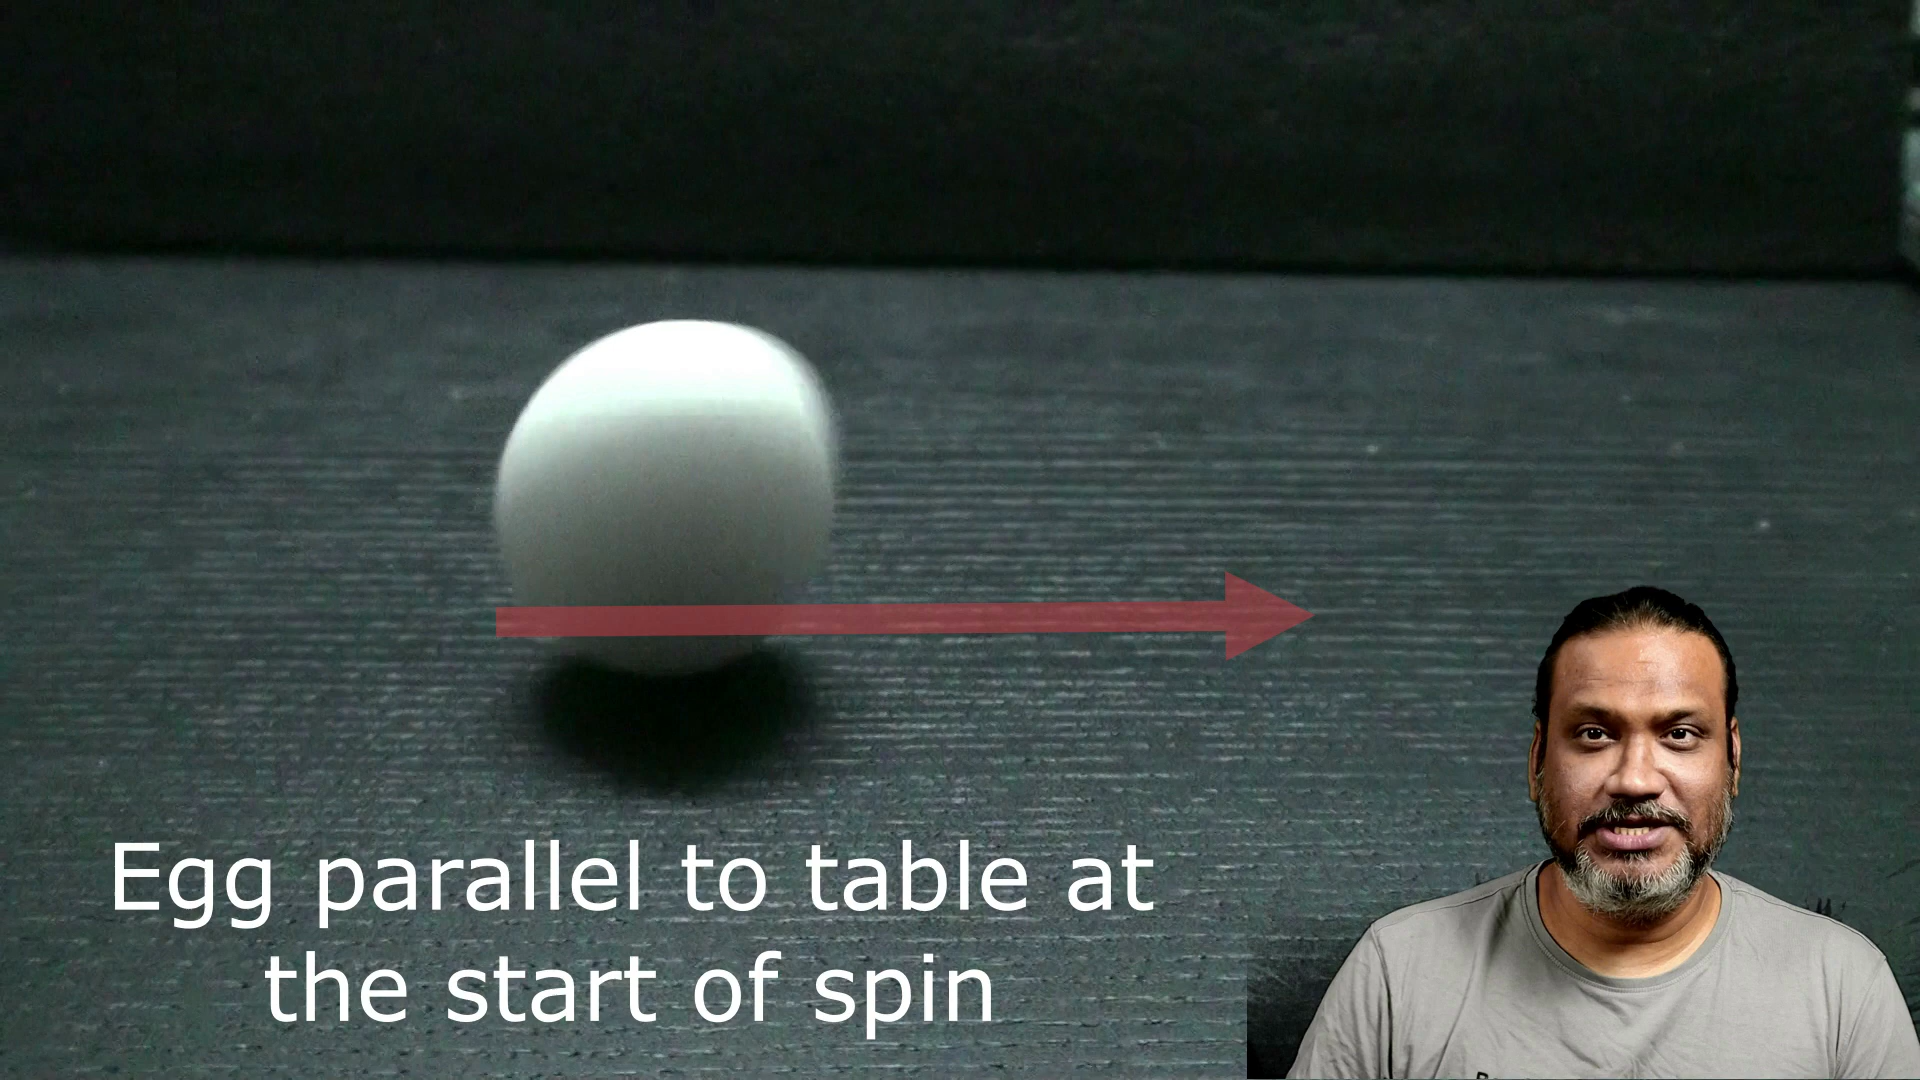 Egg parallel to table at
the start of spin